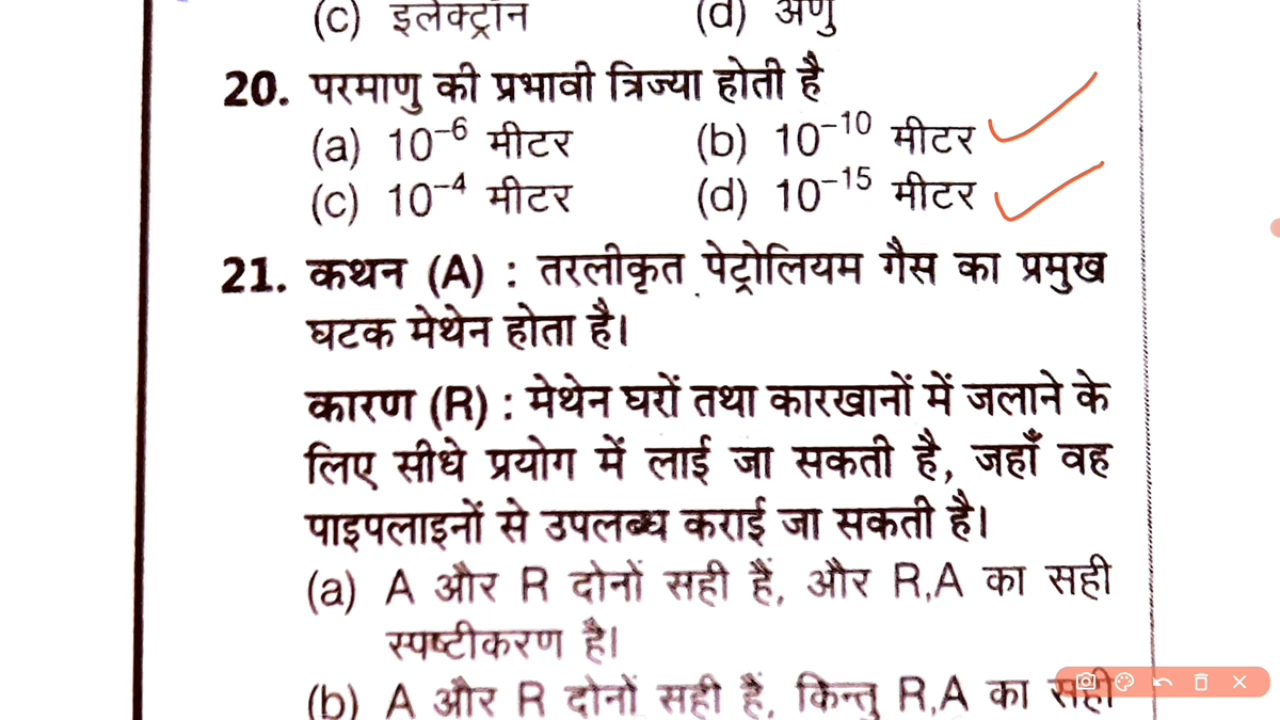 (c) इलेक्ट्रॉन (d) अणु
20. परमाणु की प्रभावी त्रिज्या होती है
(a) 10⁻⁶ मीटर (b) 10⁻¹⁰ मीटर
(c) 10⁻⁴ मीटर (d) 10⁻¹⁵ मीटर
21. कथन (A) : तरलीकृत पेट्रोलियम गैस का प्रमुख
घटक मेथेन होता है।
कारण (R) : मेथेन घरों तथा कारखानों में जलाने के
लिए सीधे प्रयोग में लाई जा सकती है, जहाँ वह
पाइपलाइनों से उपलब्ध कराई जा सकती है।
(a) A और R दोनों सही हैं, और R,A का सही
स्पष्टीकरण है।
(b) A और R दोनों सही हैं, किन्तु R,A का सही